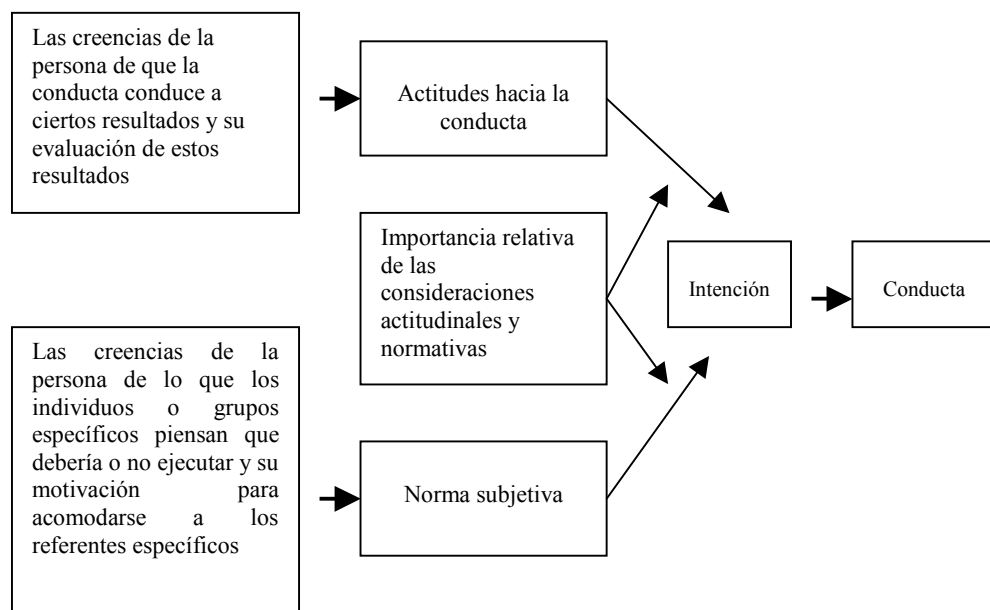 Las creencias de la
persona de que la
conducta conduce a
ciertos resultados y su
evaluación de estos
resultados
Actitudes hacia la
conducta
Importancia relativa
de las
consideraciones
actitudinales y
normativas
Intención
Conducta
Las creencias de la
persona de lo que los
individuos o grupos
específicos piensan que
debería o no ejecutar y su
motivación para
acomodarse a los
referentes específicos
Norma subjetiva